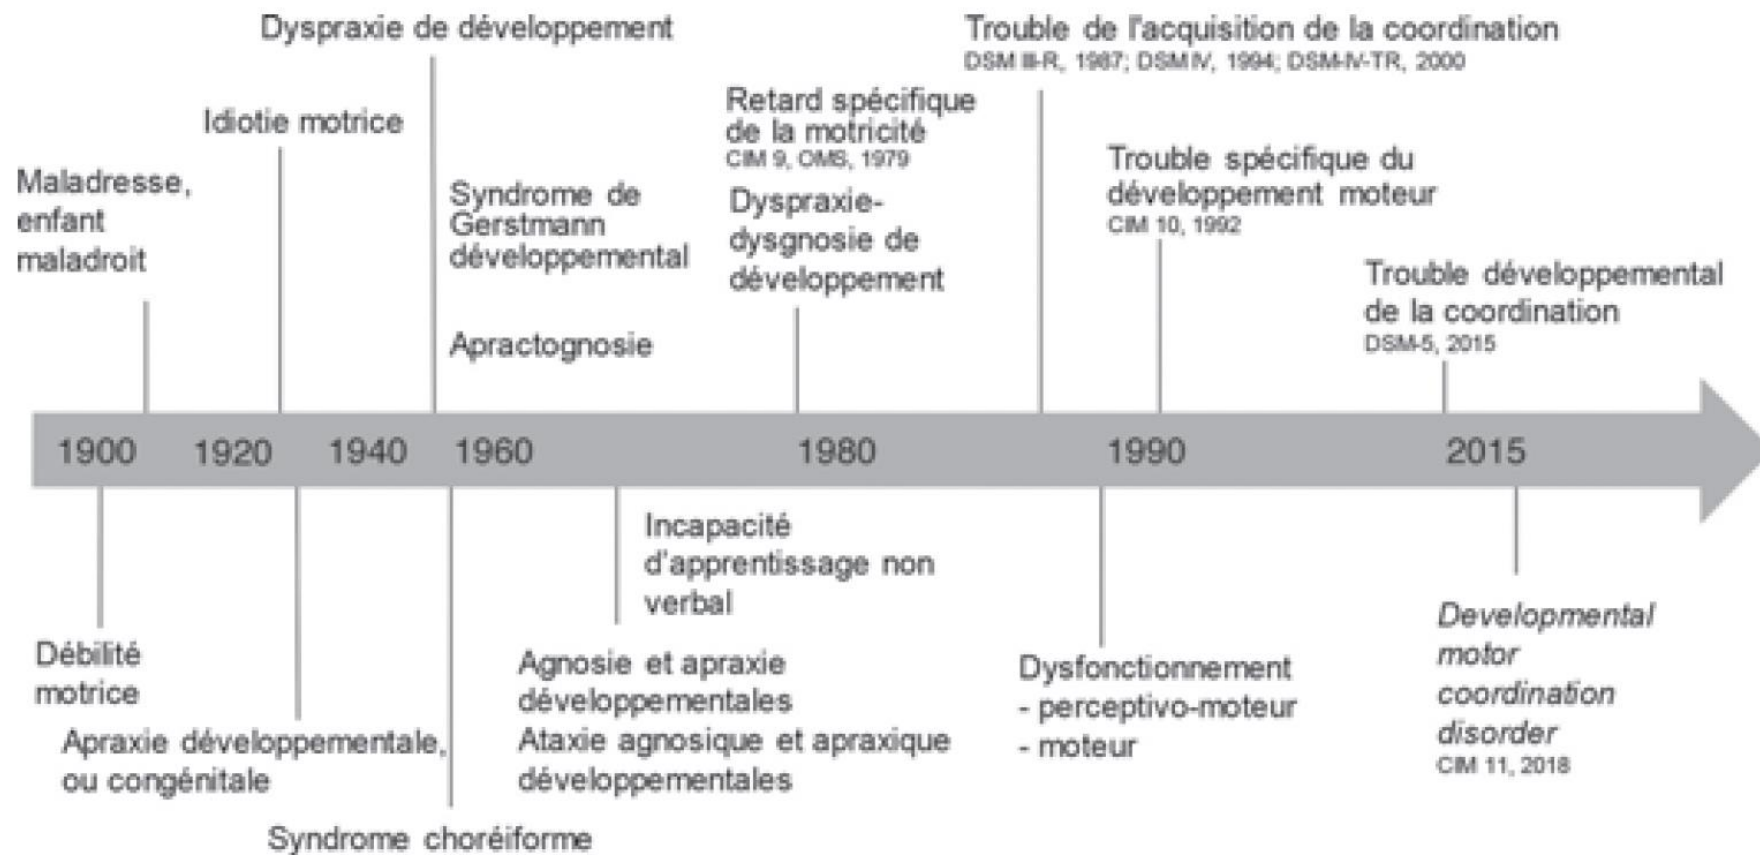 Dyspraxie de développement
Trouble de l'acquisition de la coordination
DSM III-R, 1987; DSM IV, 1994; DSM-IV-TR, 2000
Idiotie motrice
Retard spécifique
de la motricité
CIM 9, OMS, 1979
Trouble spécifique du
développement moteur
CIM 10, 1992
Maladresse,
enfant
maladroit
Syndrome de
Gerstmann
développemental
Dyspraxie-
dysgnosie de
développement
Trouble développemental
de la coordination
DSM-5, 2015
Apractognosie
1900 1920 1940 1960 1980 1990 2015
Incapacité
d'apprentissage non
verbal
Débilité
motrice
Agnosie et apraxie
développementales
Ataxie agnosique et apraxique
développementales
Dysfonctionnement
- perceptivo-moteur
- moteur
Developmental
motor
coordination
disorder
CIM 11, 2018
Apraxie développementale,
ou congénitale
Syndrome choréiforme